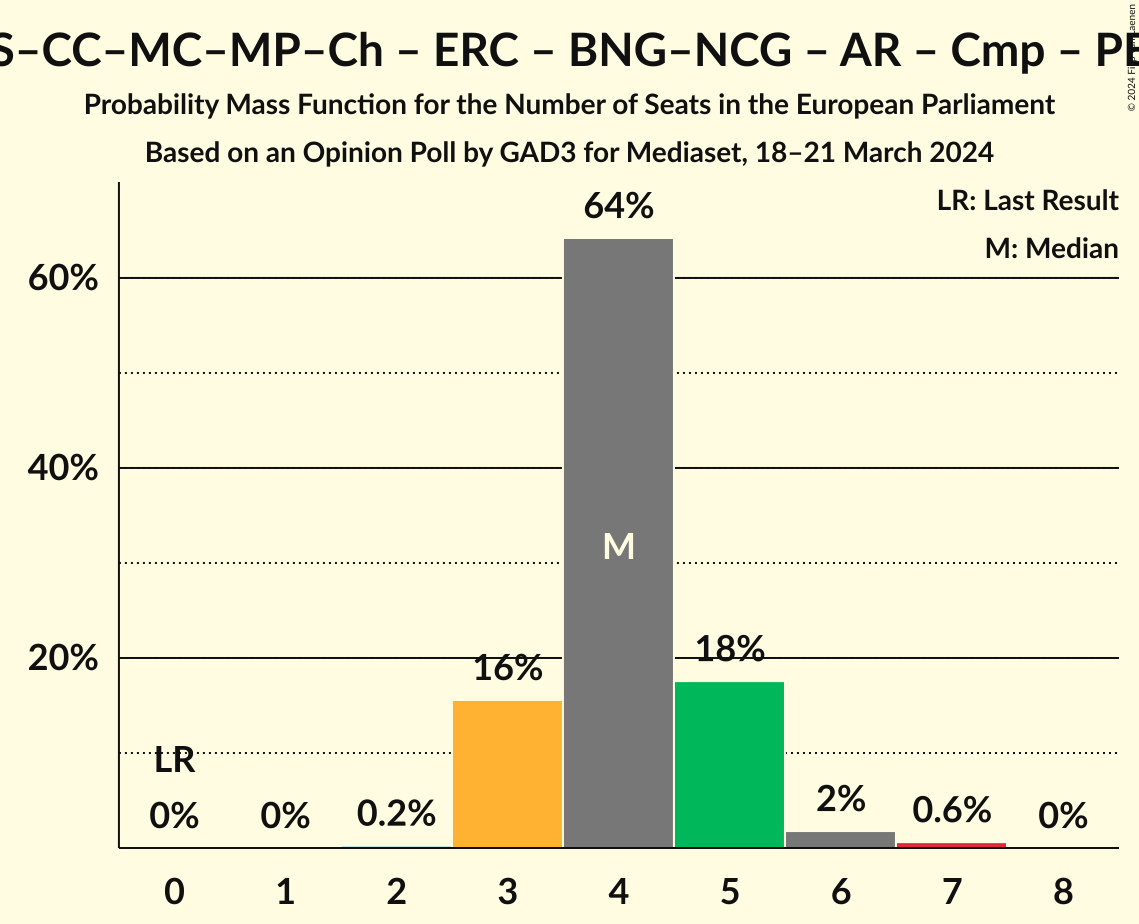 S–CC–MC–MP–Ch – ERC – BNG–NCG – AR – Cmp –
Probability Mass Function for the Number of Seats in the European Parliament
Based on an Opinion Poll by GAD3 for Mediaset, 18–21 March 2024
© 2024
LR: Last Result
M: Median
64%
60%
40%
M
20%
16%
18%
LR
0%
0%
0.2%
2%
0.6%
0%
0 1 2 3 4 5 6 7 8